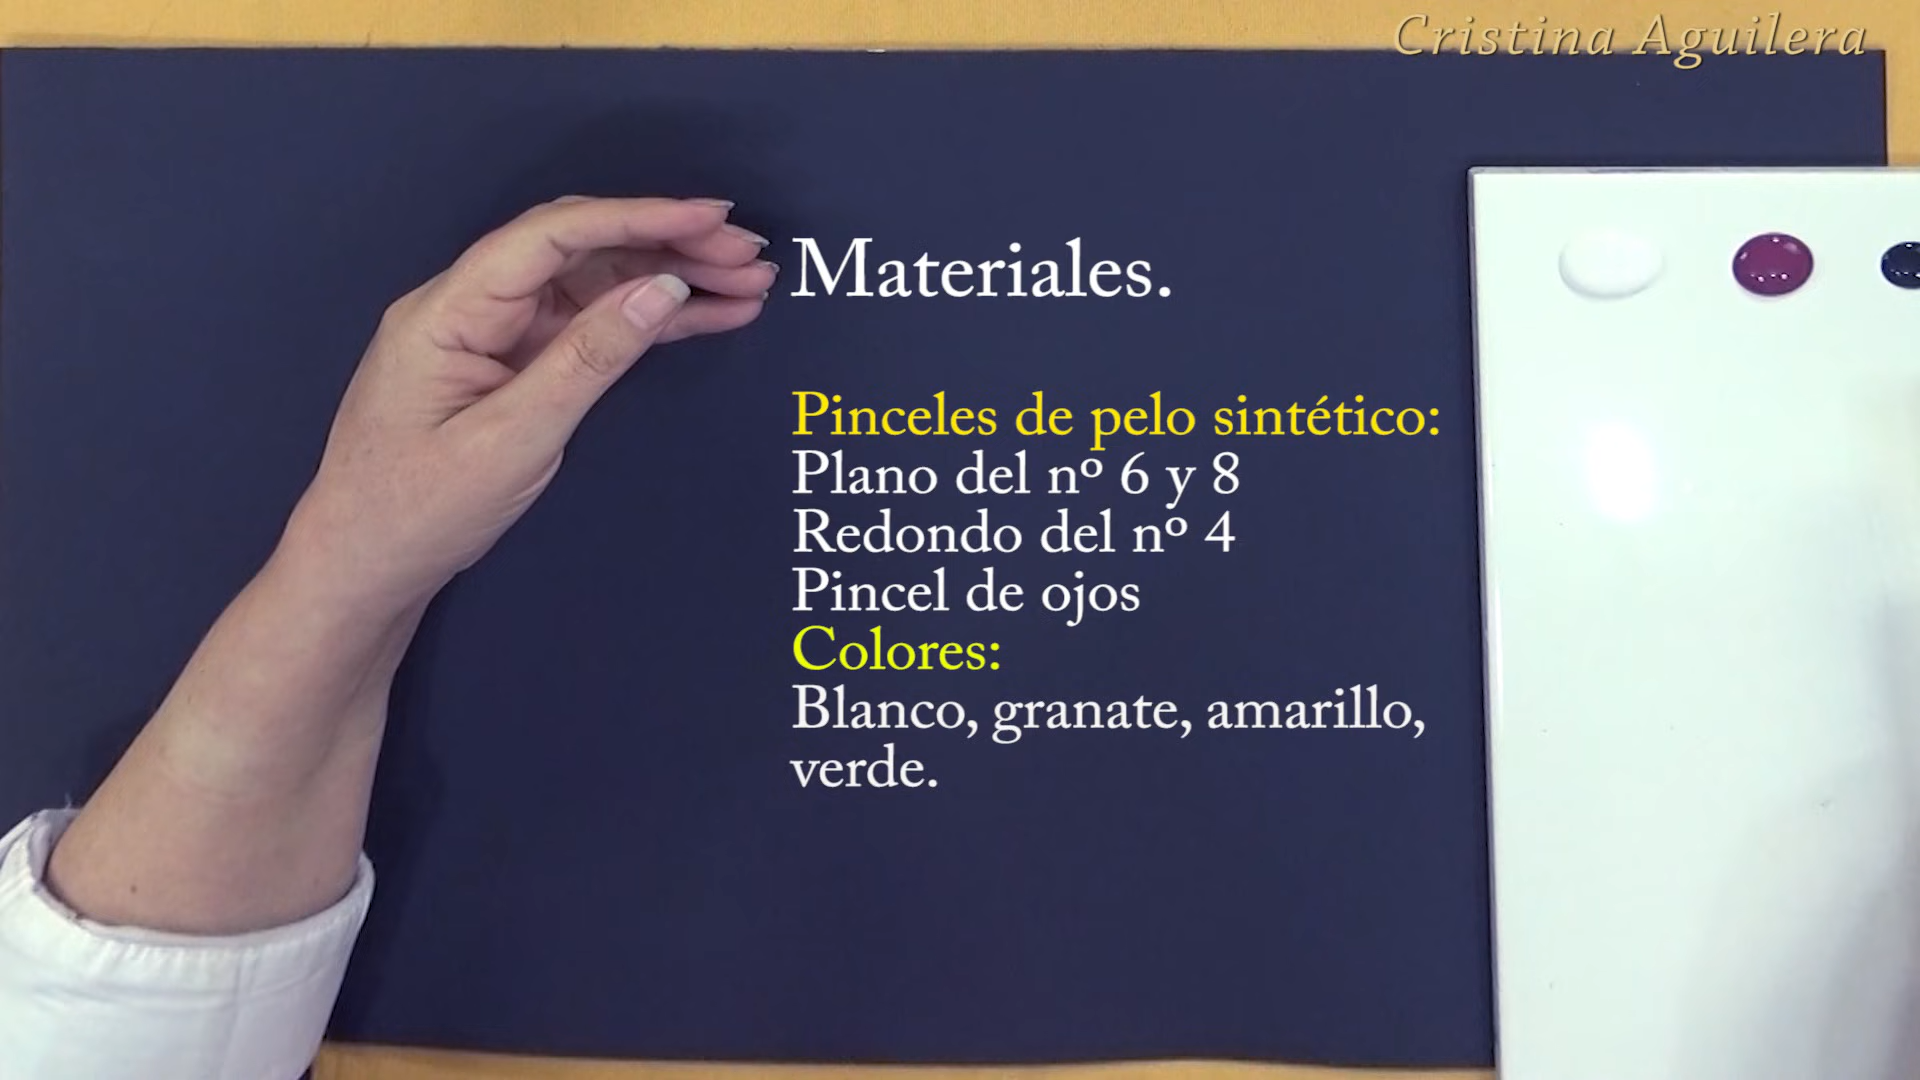 Cristina Aguilera
Materiales.
Pinceles de pelo sintético:
Plano del nº 6 y 8
Redondo del nº 4
Pincel de ojos
Colores:
Blanco, granate, amarillo,
verde.